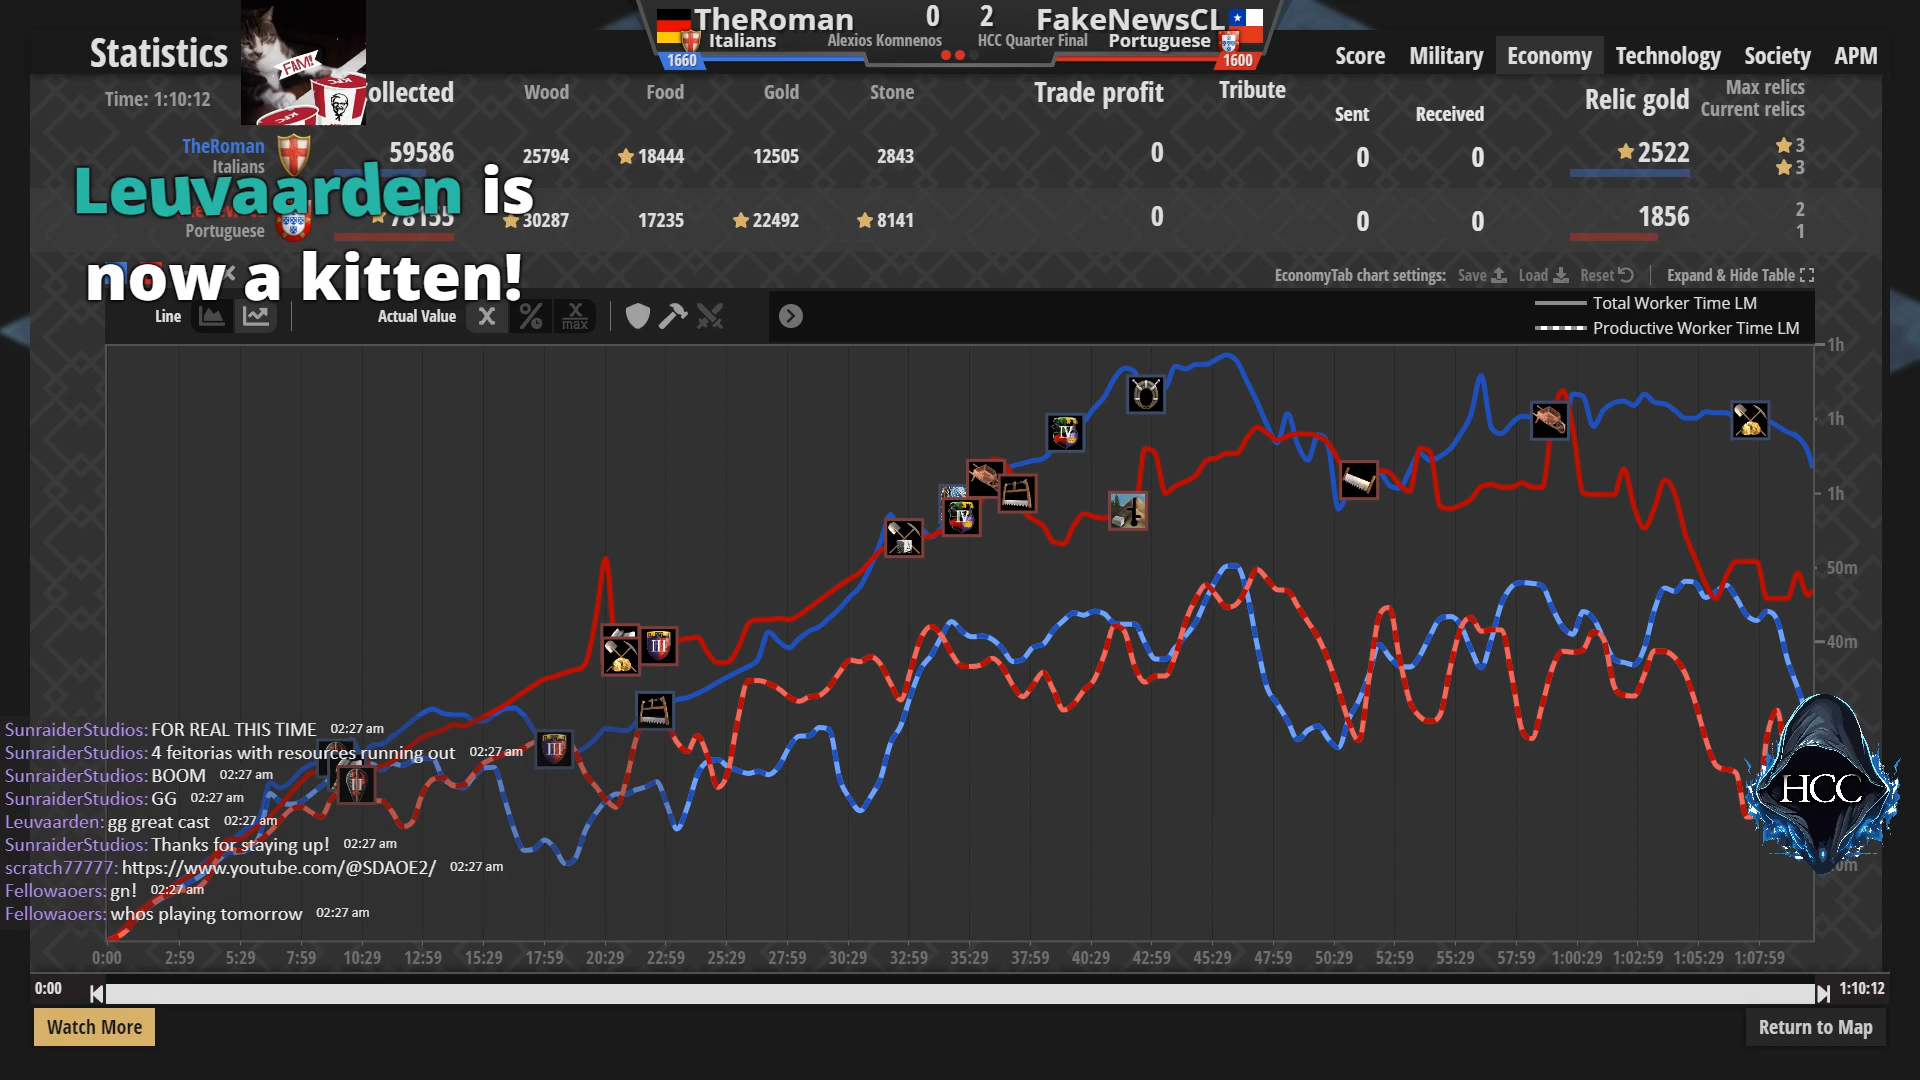 TheRoman 0 2 FakeNewsCL
Italians Alexios Komnenos HCC Quarter Final Portuguese
1660 1600
Statistics
Score Military Economy Technology Society APM
Time: 1:10:12
FAM!
KFC
ollected Wood Food Gold Stone Trade profit Tribute Sent Received Relic gold Max relics
Current relics
TheRoman
Italians
59586 25794 18444 12505 2843 0 0 0 2522 3
3
Leuvaarden is
now a kitten!
Portuguese
78155 30287 17235 22492 8141 0 0 0 1856 2
1
EconomyTab chart settings: Save Load Reset Expand & Hide Table
Line Actual Value X % X max
Total Worker Time LM
Productive Worker Time LM
1h
1h
1h
50m
40m
IV
IV
III
III
II
SunraiderStudios: FOR REAL THIS TIME 02:27 am
SunraiderStudios: 4 feitorias with resources running out 02:27 am
SunraiderStudios: BOOM 02:27 am
SunraiderStudios: GG 02:27 am
Leuvaarden: gg great cast 02:27 am
SunraiderStudios: Thanks for staying up! 02:27 am
scratch77777: https://www.youtube.com/@SDAOE2/ 02:27 am
Fellowaoers: gn! 02:27 am
Fellowaoers: whos playing tomorrow 02:27 am
HCC
0:00 2:59 5:29 7:59 10:29 12:59 15:29 17:59 20:29 22:59 25:29 27:59 30:29 32:59 35:29 37:59 40:29 42:59 45:29 47:59 50:29 52:59 55:29 57:59 1:00:29 1:02:59 1:05:29 1:07:59
0:00 1:10:12
Watch More Return to Map